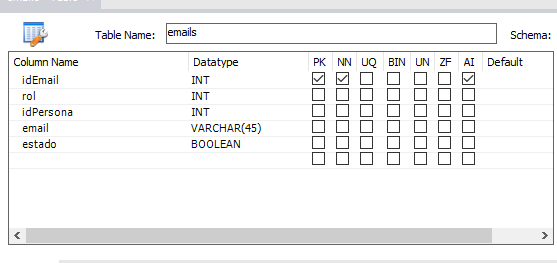 Table Name: emails Schema:
Column Name Datatype PK NN UQ BIN UN ZF AI Default
idEmail INT
rol INT
idPersona INT
email VARCHAR(45)
estado BOOLEAN